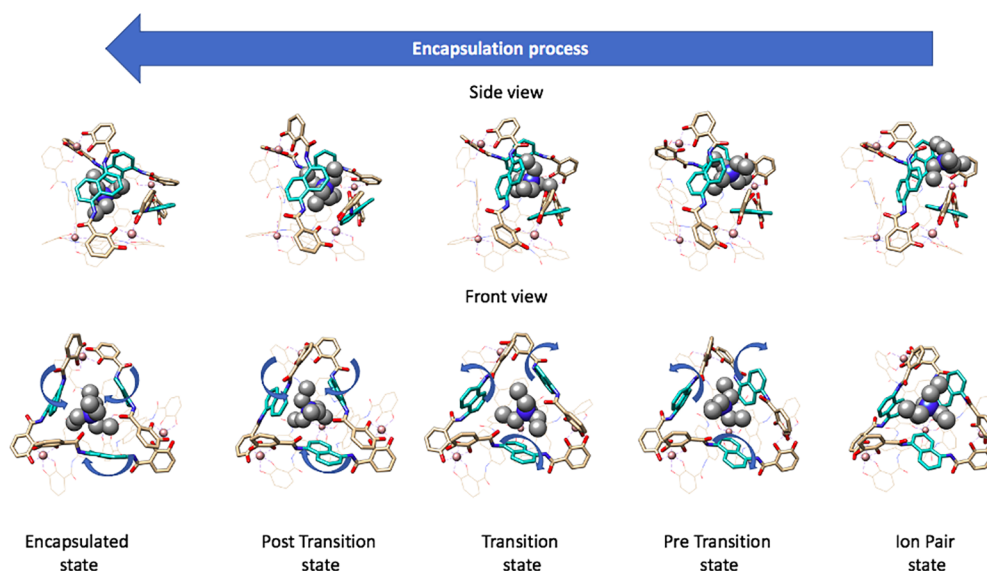 Encapsulation process
Side view
Front view
Encapsulated state
Post Transition state
Transition state
Pre Transition state
Ion Pair state